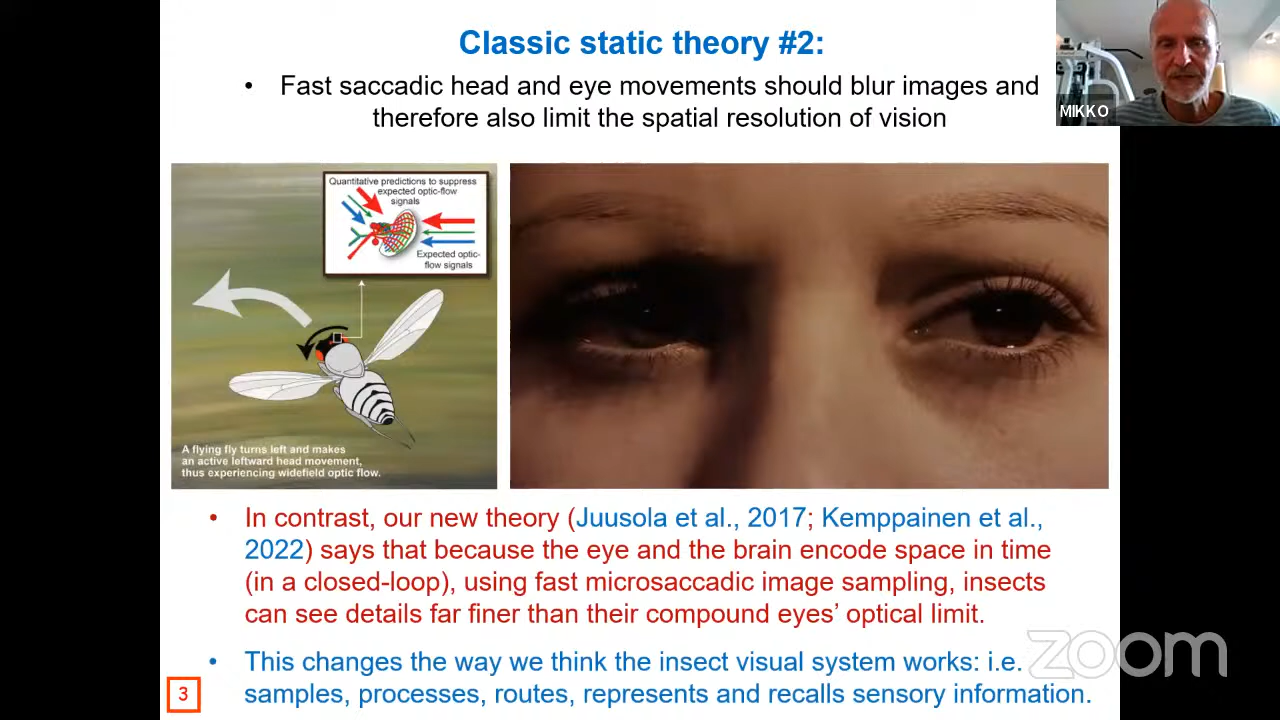 Classic static theory #2:
• Fast saccadic head and eye movements should blur images and
therefore also limit the spatial resolution of vision
MIKKO
Quantitative predictions to suppress
expected optic-flow
signals
Expected optic-
flow signals
A flying fly turns left and makes
an active leftward head movement,
thus experiencing widefield optic flow.
• In contrast, our new theory (Juusola et al., 2017; Kemppainen et al.,
2022) says that because the eye and the brain encode space in time
(in a closed-loop), using fast microsaccadic image sampling, insects
can see details far finer than their compound eyes’ optical limit.
• This changes the way we think the insect visual system works: i.e.
samples, processes, routes, represents and recalls sensory information.
3
zoom